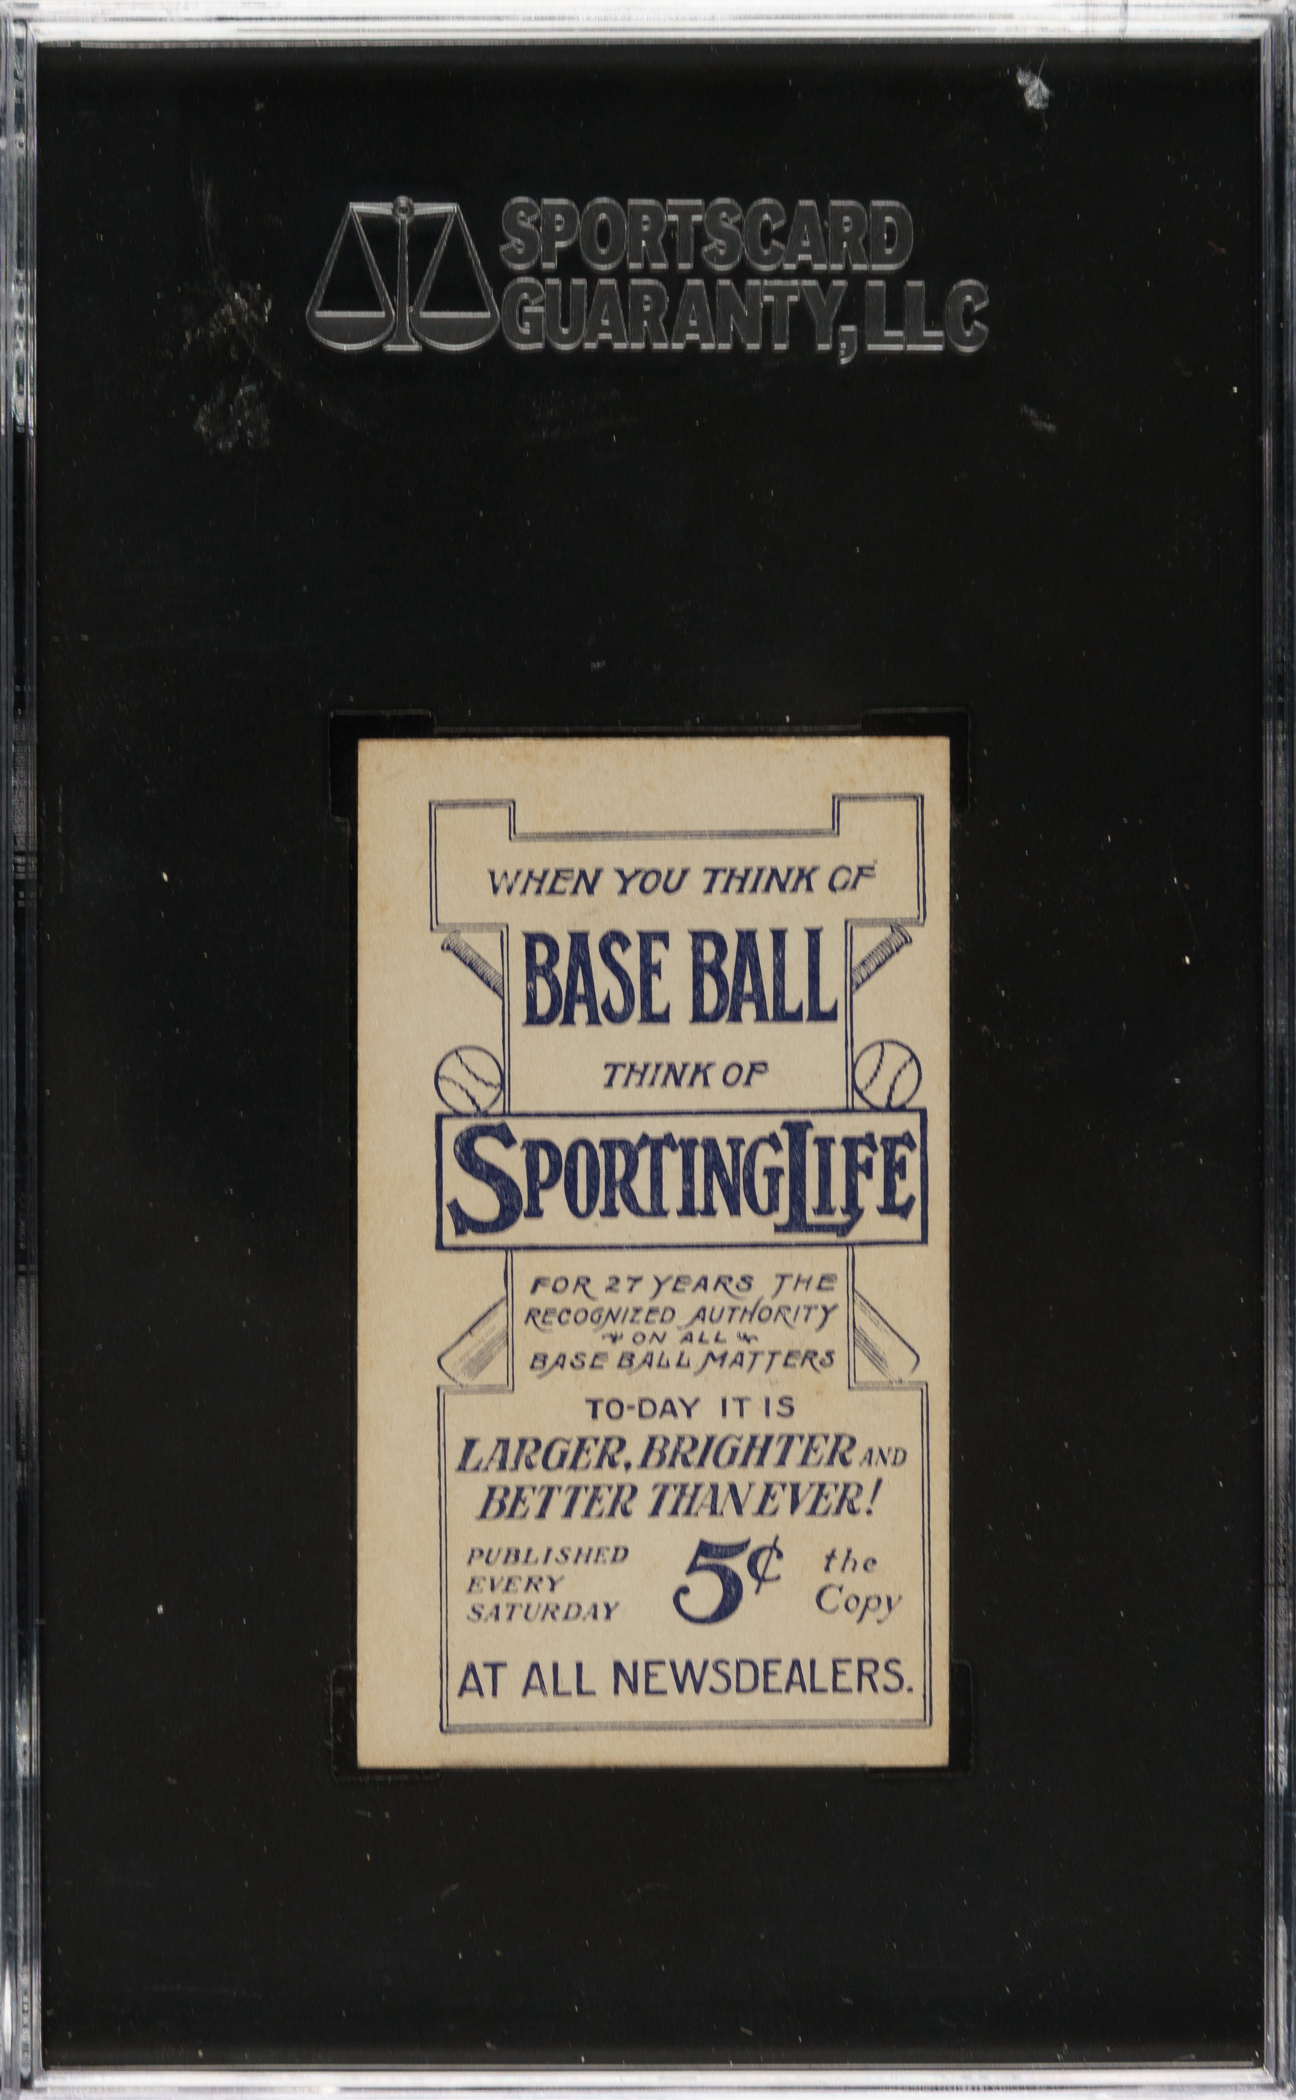 SPORTSCARD
GUARANTY, LLC
WHEN YOU THINK OF
BASE BALL
THINK OF
SPORTING LIFE
FOR 27 YEARS THE
RECOGNIZED AUTHORITY
ON ALL
BASE BALL MATTERS
TO-DAY IT IS
LARGER, BRIGHTER AND
BETTER THAN EVER!
PUBLISHED
EVERY
SATURDAY
5¢
the
Copy
AT ALL NEWSDEALERS.